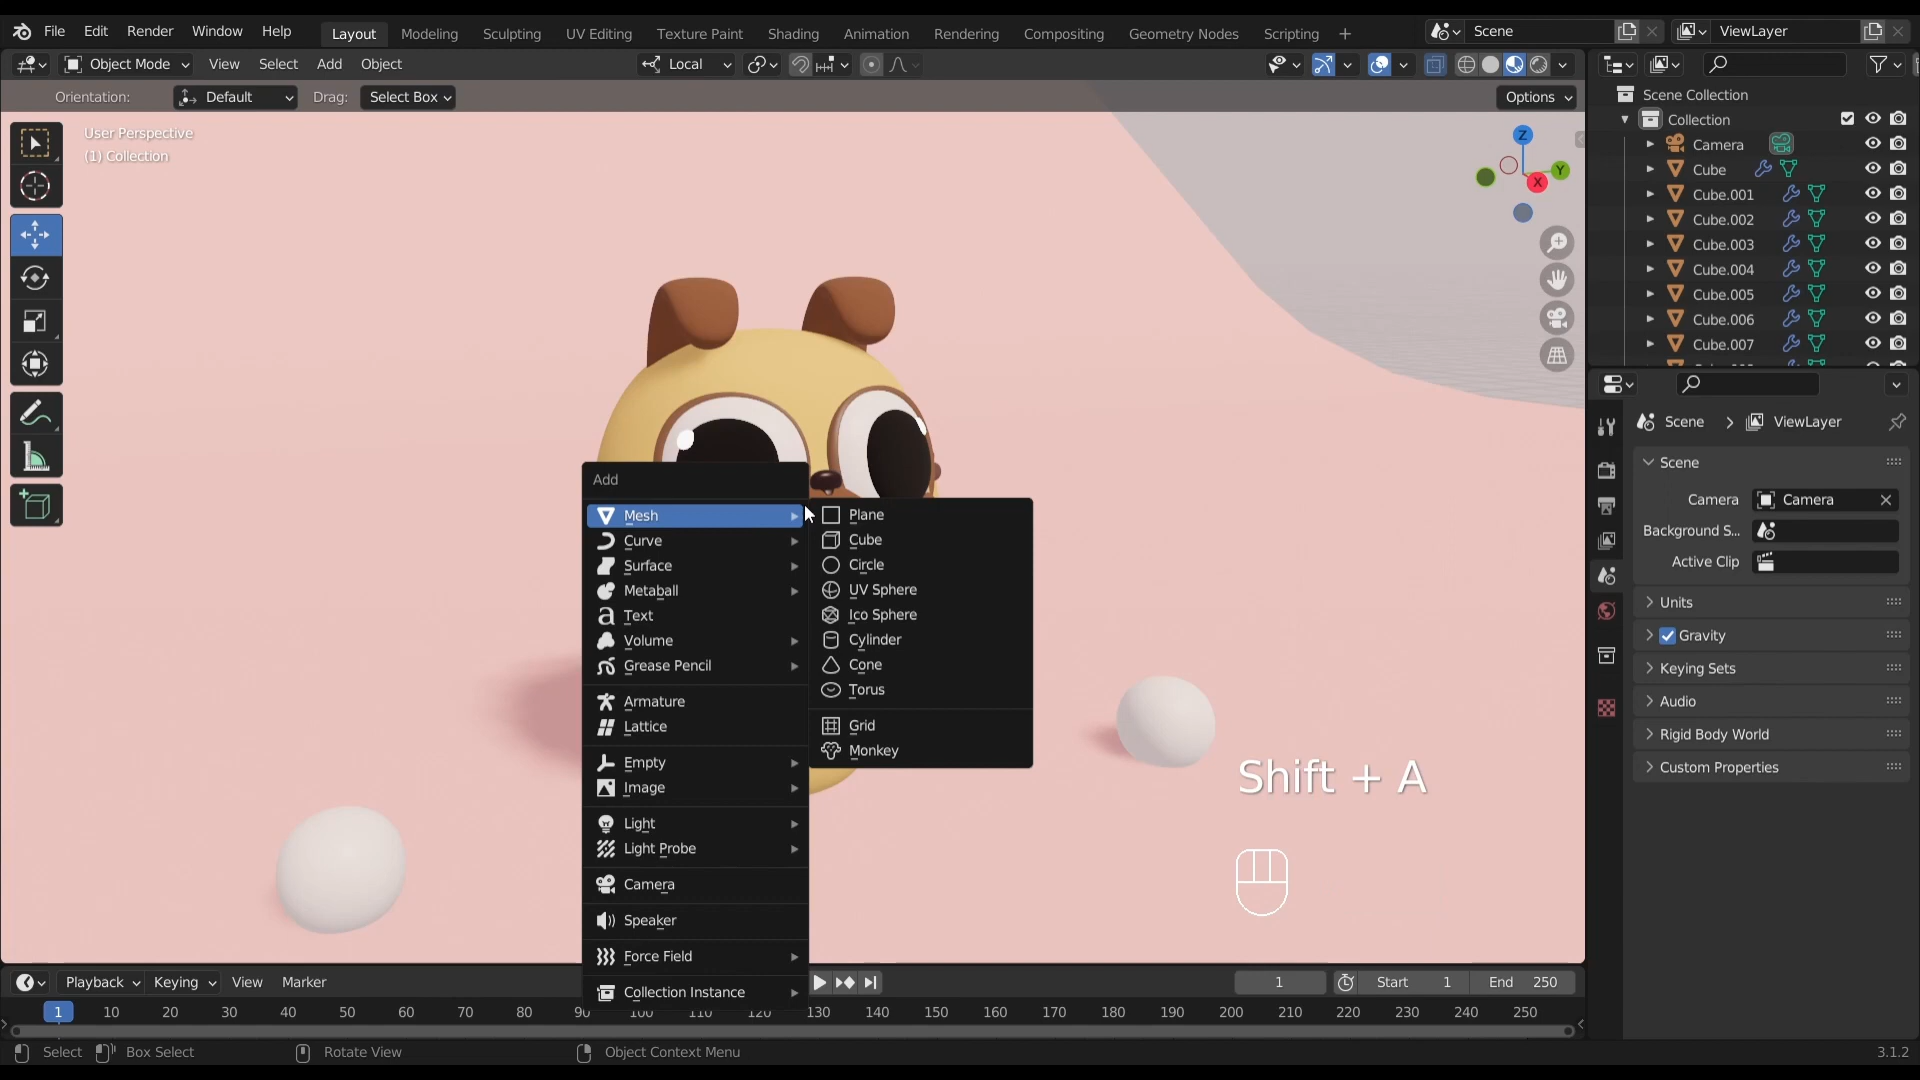 File Edit Render Window Help Layout Modeling Sculpting UV Editing Texture Paint Shading Animation Rendering Compositing Geometry Nodes Scripting + Scene ViewLayer
Object Mode View Select Add Object Local
Orientation: Default Drag: Select Box Options
User Perspective
(1) Collection
Z
Y
X
Scene Collection
Collection
Camera
Cube
Cube.001
Cube.002
Cube.003
Cube.004
Cube.005
Cube.006
Cube.007
Scene > ViewLayer
Scene
Camera Camera
Background S...
Active Clip
Units
Gravity
Keying Sets
Audio
Rigid Body World
Custom Properties
Add
Mesh
Curve
Surface
Metaball
Text
Volume
Grease Pencil
Armature
Lattice
Empty
Image
Light
Light Probe
Camera
Speaker
Force Field
Collection Instance
Plane
Cube
Circle
UV Sphere
Ico Sphere
Cylinder
Cone
Torus
Grid
Monkey
Shift + A
Playback Keying View Marker 1 Start 1 End 250
1 10 20 30 40 50 60 70 80 90 100 110 120 130 140 150 160 170 180 190 200 210 220 230 240 250
Select Box Select Rotate View Object Context Menu 3.1.2